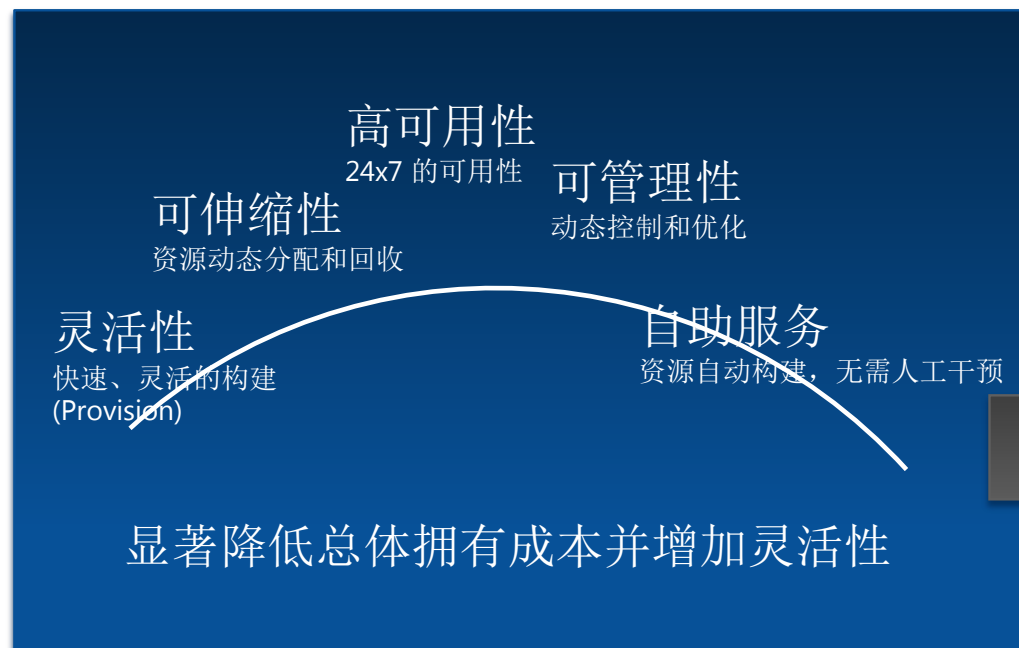 高可用性
24x7 的可用性
可管理性
动态控制和优化
可伸缩性
资源动态分配和回收
灵活性
快速、灵活的构建
(Provision)
自助服务
资源自动构建，无需人工干预
显著降低总体拥有成本并增加灵活性